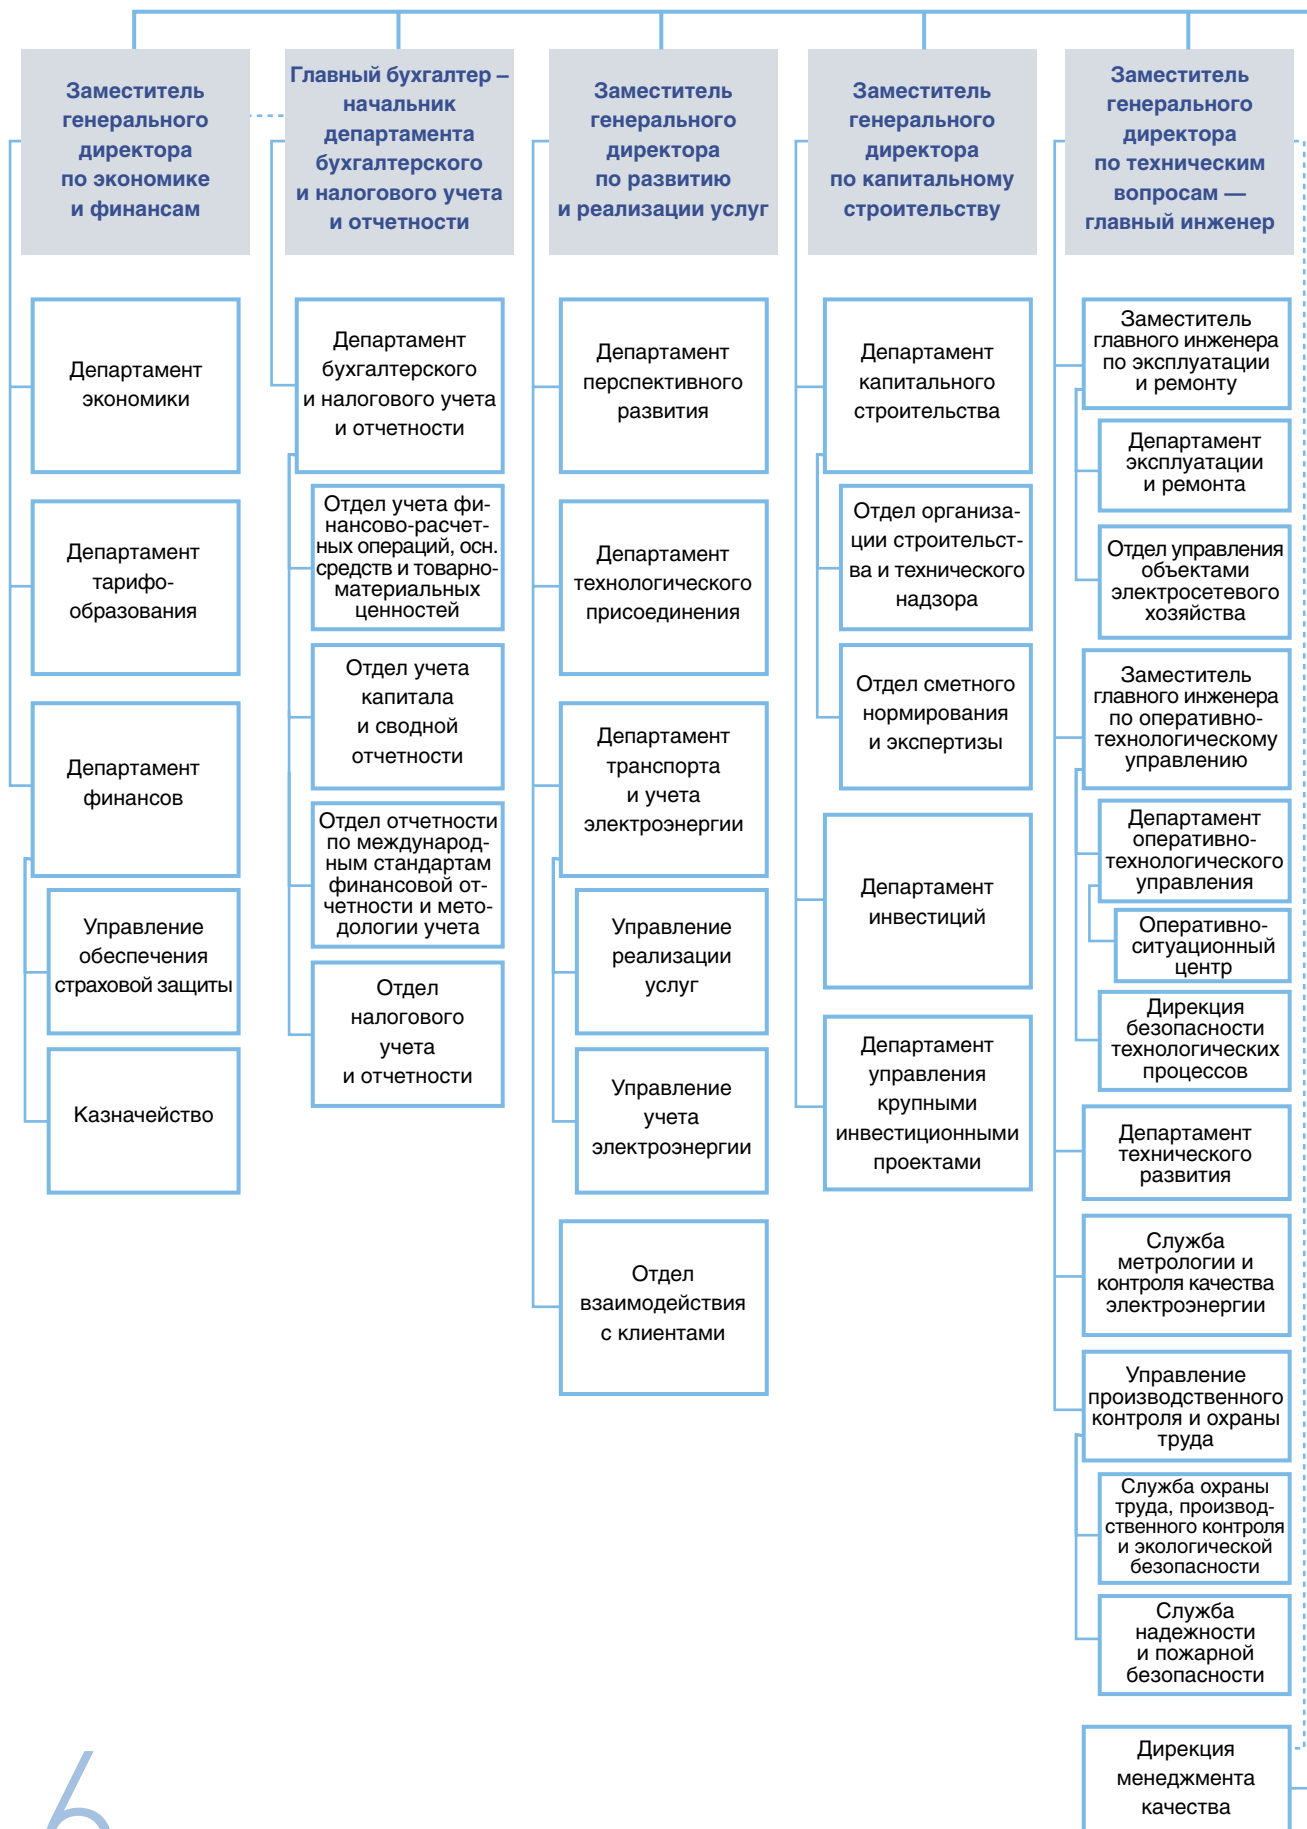 Заместитель
генерального
директора
по экономике
и финансам
Главный бухгалтер –
начальник
департамента
бухгалтерского
и налогового учета
и отчетности
Заместитель
генерального
директора
по развитию
и реализации услуг
Заместитель
генерального
директора
по капитальному
строительству
Заместитель
генерального
директора
по техническим
вопросам —
главный инженер
Департамент
экономики
Департамент
тарифо-
образования
Департамент
финансов
Управление
обеспечения
страховой защиты
Казначейство
Департамент
бухгалтерского
и налогового учета
и отчетности
Отдел учета фи-
нансово-расчет-
ных операций, осн.
средств и товарно-
материальных
ценностей
Отдел учета
капитала
и сводной
отчетности
Отдел отчетности
по международ-
ным стандартам
финансовой от-
четности и мето-
дологии учета
Отдел
налогового
учета
и отчетности
Департамент
перспективного
развития
Департамент
технологического
присоединения
Департамент
транспорта
и учета
электроэнергии
Управление
реализации
услуг
Управление
учета
электроэнергии
Отдел
взаимодействия
с клиентами
Департамент
капитального
строительства
Отдел организа-
ции строительст-
ва и технического
надзора
Отдел сметного
нормирования
и экспертизы
Департамент
инвестиций
Департамент
управления
крупными
инвестиционными
проектами
Заместитель
главного инженера
по эксплуатации
и ремонту
Департамент
эксплуатации
и ремонта
Отдел управления
объектами
электросетевого
хозяйства
Заместитель
главного инженера
по оперативно-
технологическому
управлению
Департамент
оперативно-
технологического
управления
Оперативно-
ситуационный
центр
Дирекция
безопасности
технологических
процессов
Департамент
технического
развития
Служба
метрологии и
контроля качества
электроэнергии
Управление
производственного
контроля и охраны
труда
Служба охраны
труда, производ-
ственного контроля
и экологической
безопасности
Служба
надежности
и пожарной
безопасности
Дирекция
менеджмента
качества
6